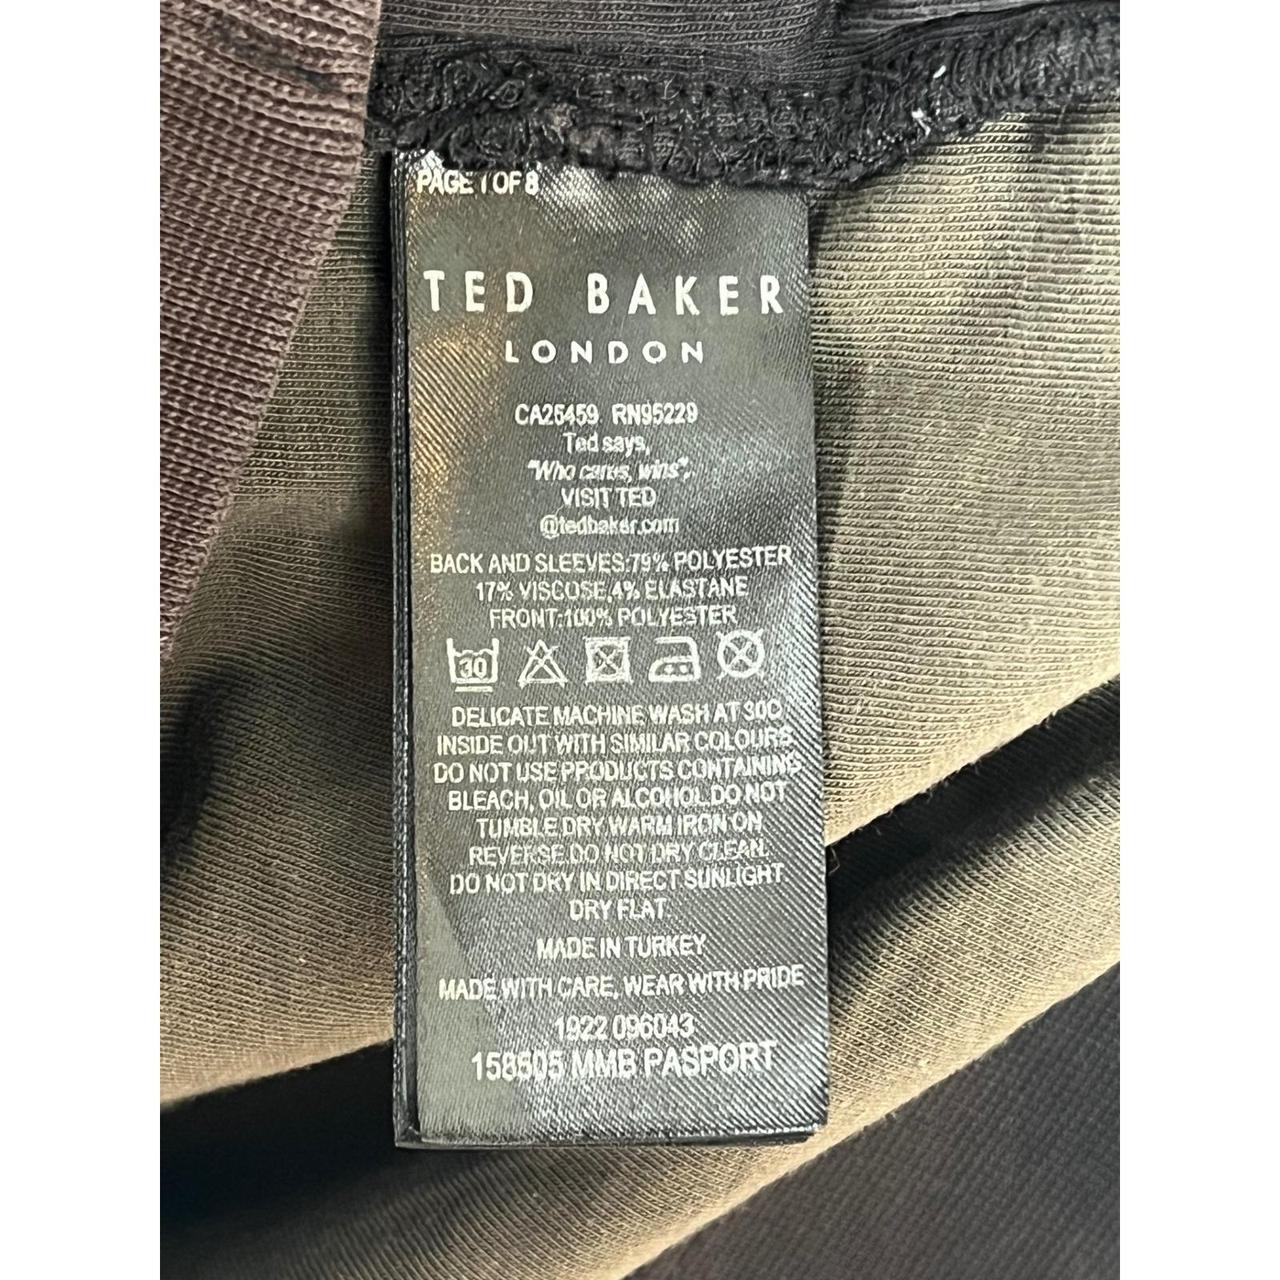 PAGE 1 OF 8
TED BAKER
LONDON
CA25459 RN95229
Ted says,
"Who cares, wins".
VISIT TED
@tedbaker.com
BACK AND SLEEVES:79% POLYESTER
17% VISCOSE,4% ELASTANE
FRONT:100% POLYESTER
30
DELICATE MACHINE WASH AT 30C
INSIDE OUT WITH SIMILAR COLOURS
DO NOT USE PRODUCTS CONTAINING
BLEACH, OIL OR ALCOHOL.DO NOT
TUMBLE DRY.WARM IRON ON
REVERSE.DO NOT DRY CLEAN.
DO NOT DRY IN DIRECT SUNLIGHT
DRY FLAT.
MADE IN TURKEY
MADE WITH CARE, WEAR WITH PRIDE
1922 096043
158505 MMB PASPORT